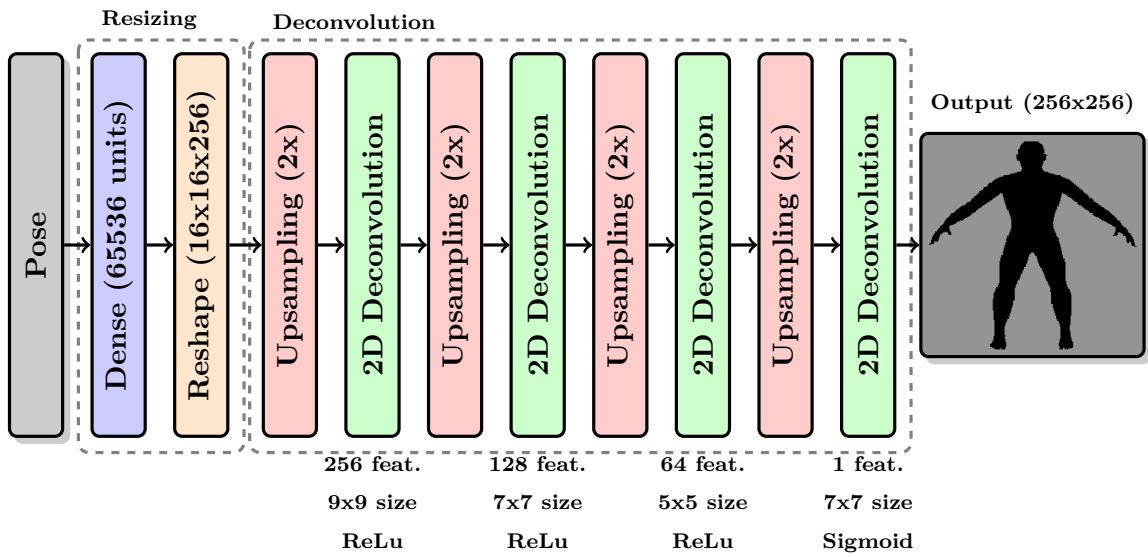 Resizing
Deconvolution
Pose
Dense (65536 units)
Reshape (16x16x256)
Upsampling (2x)
2D Deconvolution
Upsampling (2x)
2D Deconvolution
Upsampling (2x)
2D Deconvolution
Upsampling (2x)
2D Deconvolution
Output (256x256)
256 feat.
9x9 size
ReLu
128 feat.
7x7 size
ReLu
64 feat.
5x5 size
ReLu
1 feat.
7x7 size
Sigmoid